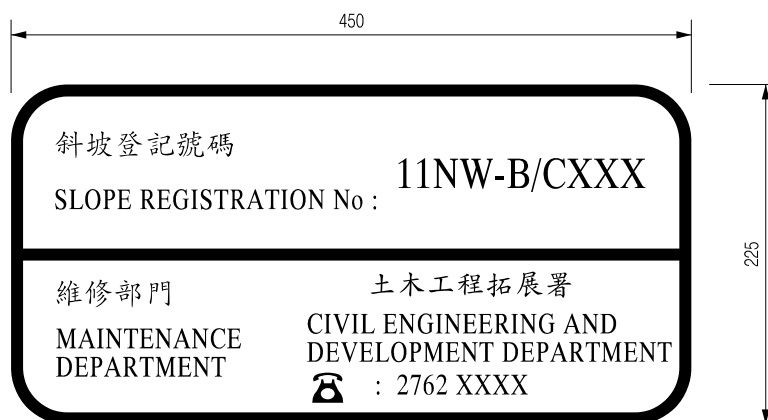 450
斜坡登記號碼
SLOPE REGISTRATION No :
11NW-B/CXXX
225
維修部門
MAINTENANCE
DEPARTMENT
土木工程拓展署
CIVIL ENGINEERING AND
DEVELOPMENT DEPARTMENT
☎ : 2762 XXXX